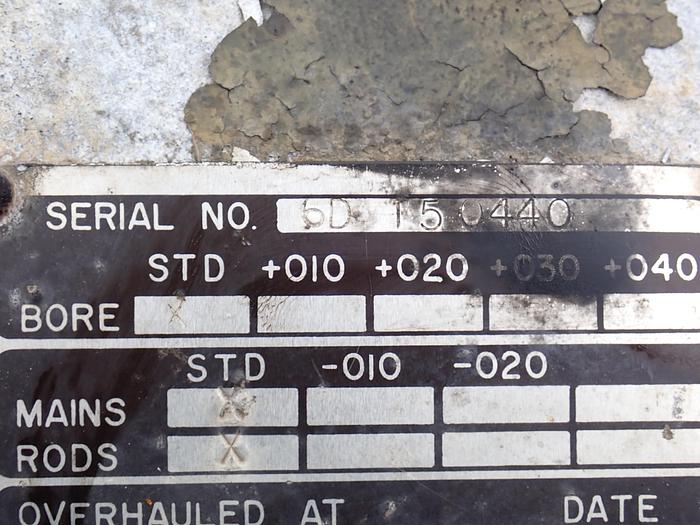 SERIAL NO. 6D 150440
STD +010 +020 +030 +040
BORE X
STD -010 -020
MAINS X
RODS X
OVERHAULED AT DATE